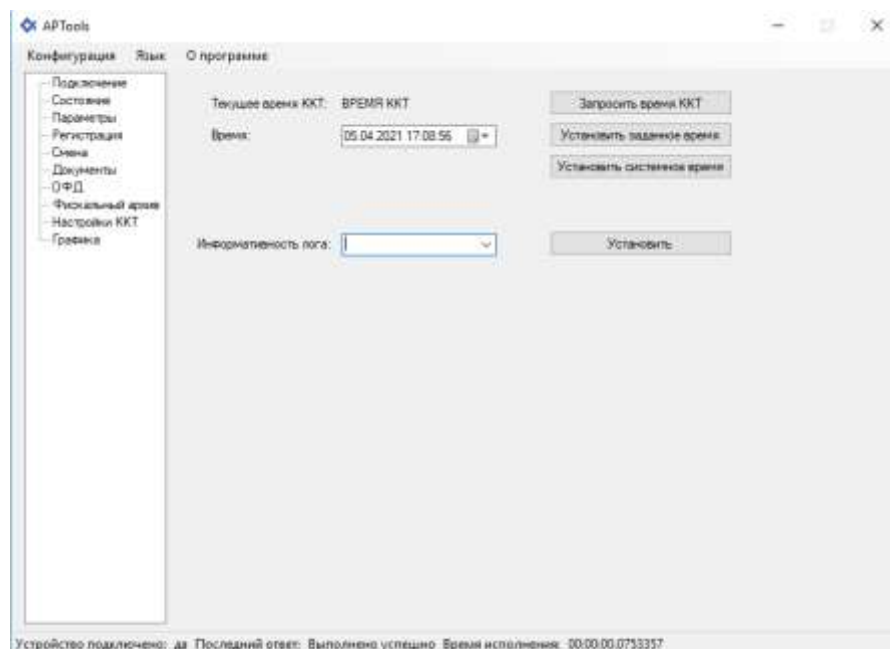 APTools
Конфигурация Язык О программе
Подключение
Состояние
Параметры
Регистрация
Смена
Документы
ОФД
Фискальный архив
Настройки ККТ
Графика
Текущее время ККТ: ВРЕМЯ ККТ
Запросить время ККТ
Время: 05.04.2021 17:08:56
Установить заданное время
Установить системное время
Информативность лога:
Установить
Устройство подключено: да Последний ответ: Выполнено успешно Время исполнения: 00:00:00.0753357